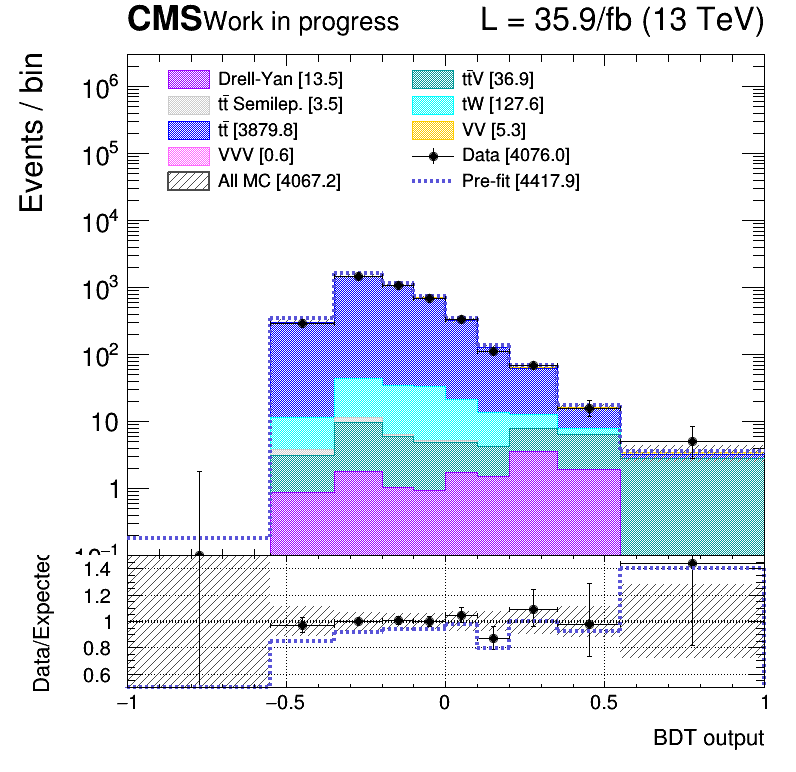 CMS Work in progress L = 35.9/fb (13 TeV)
Events / bin
Drell-Yan [13.5] tt̄V [36.9]
tt̄ Semilep. [3.5] tW [127.6]
tt̄ [3879.8] VV [5.3]
VVV [0.6] Data [4076.0]
All MC [4067.2] Pre-fit [4417.9]
10⁶
10⁵
10⁴
10³
10²
10
1
10⁻¹
Data/Expected
1.4
1.2
1
0.8
0.6
−1 −0.5 0 0.5 1
BDT output